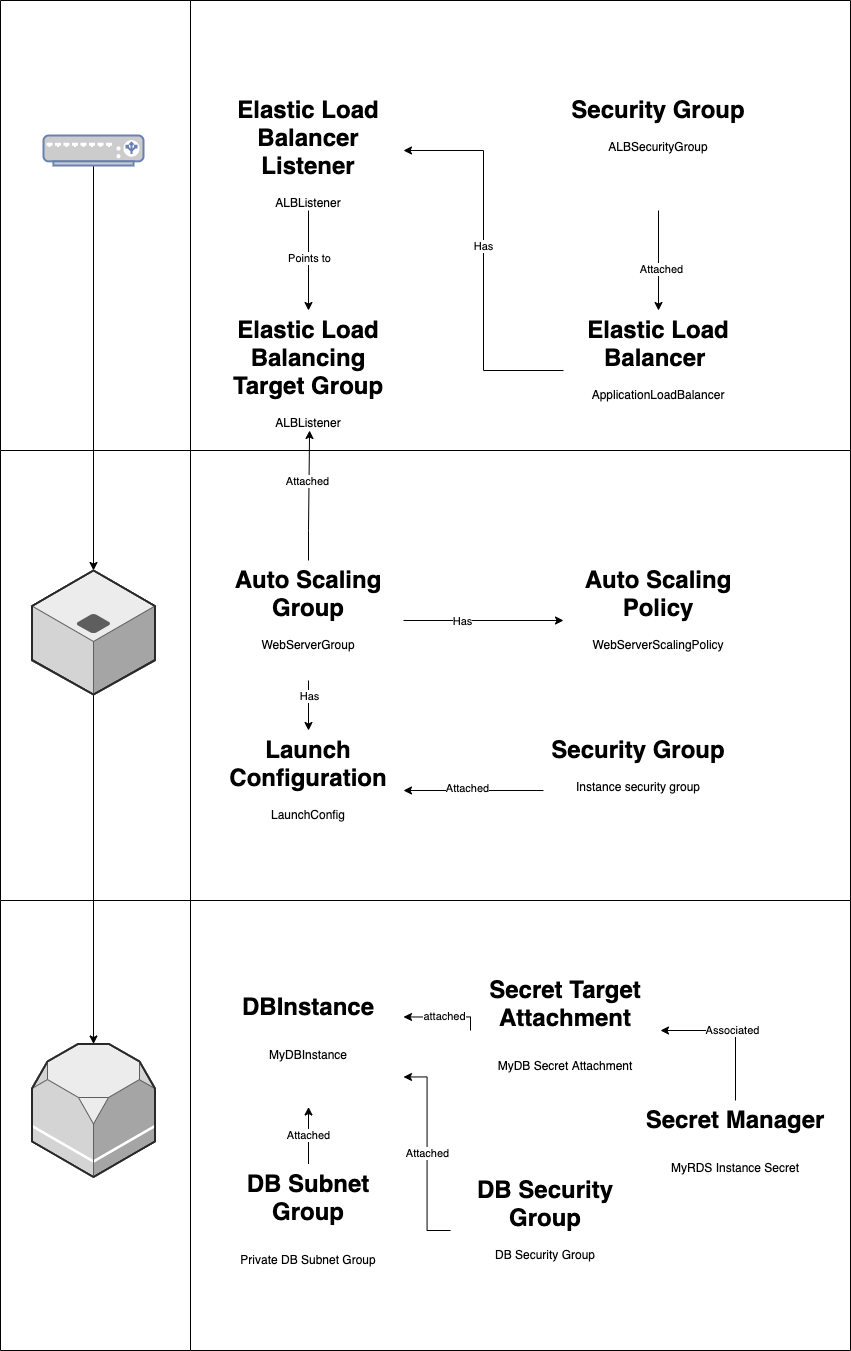 Elastic Load
Balancer
Listener
ALBListener
Security Group
ALBSecurityGroup
Has
Points to
Attached
Elastic Load
Balancing
Target Group
ALBListener
Elastic Load
Balancer
ApplicationLoadBalancer
Attached
Auto Scaling
Group
WebServerGroup
Has
Auto Scaling
Policy
WebServerScalingPolicy
Has
Launch
Configuration
LaunchConfig
Attached
Security Group
Instance security group
DBInstance
MyDBInstance
attached
Secret Target
Attachment
MyDB Secret Attachment
Associated
Secret Manager
MyRDS Instance Secret
Attached
Attached
DB Subnet
Group
Private DB Subnet Group
DB Security
Group
DB Security Group